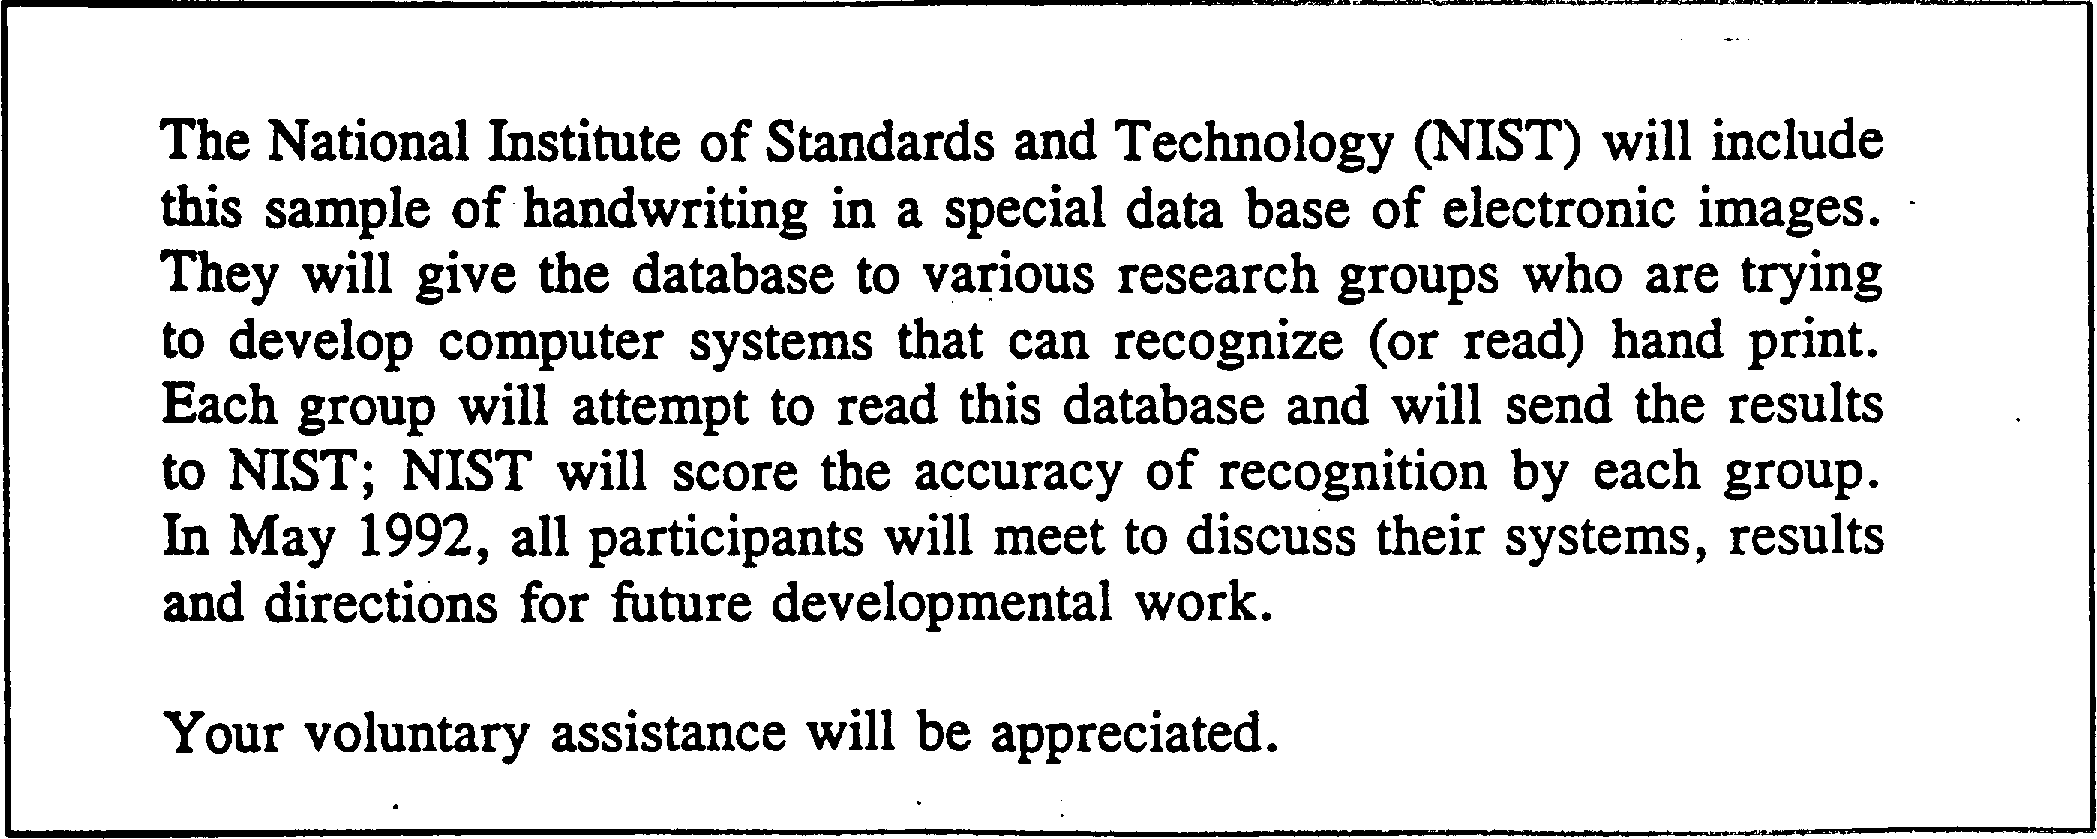 The National Institute of Standards and Technology (NIST) will include
this sample of handwriting in a special data base of electronic images.
They will give the database to various research groups who are trying
to develop computer systems that can recognize (or read) hand print.
Each group will attempt to read this database and will send the results
to NIST; NIST will score the accuracy of recognition by each group.
In May 1992, all participants will meet to discuss their systems, results
and directions for future developmental work.
Your voluntary assistance will be appreciated.